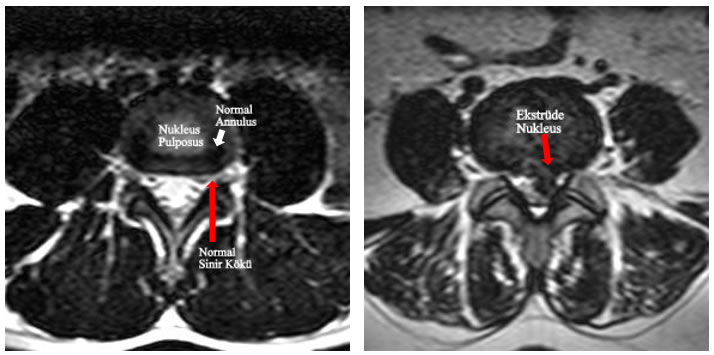 Normal
Annulus
Nukleus
Pulposus
Normal
Sinir Kökü
Ekstrüde
Nukleus